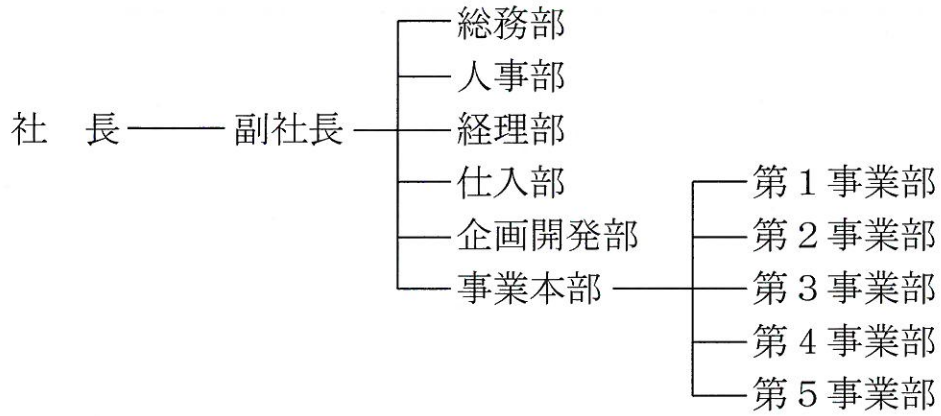 総務部
人事部
社　長
副社長
経理部
仕入部
企画開発部
事業本部
第１事業部
第２事業部
第３事業部
第４事業部
第５事業部